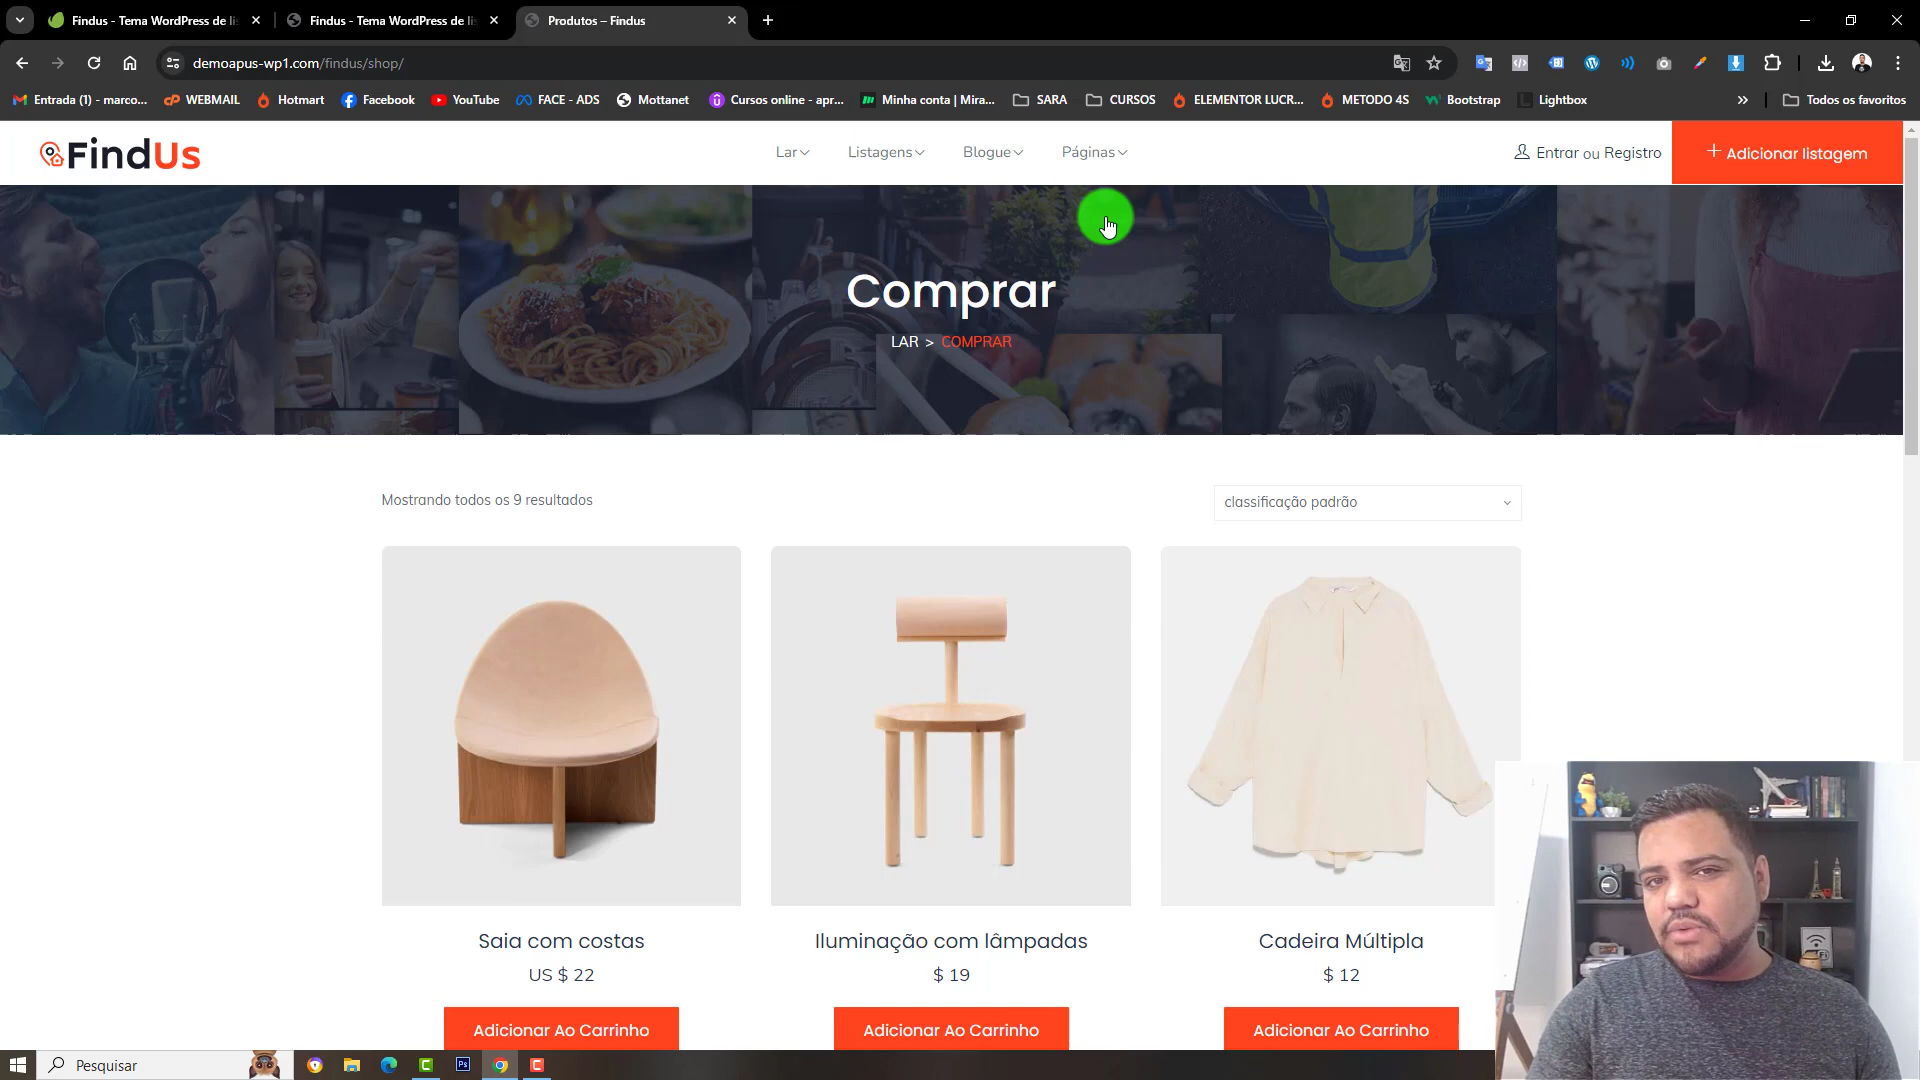 Findus - Tema WordPress de li
Findus - Tema WordPress de li
Produtos – Findus
demoapus-wp1.com/findus/shop/
Entrada (1) - marco...
WEBMAIL
Hotmart
Facebook
YouTube
FACE - ADS
Mottanet
Cursos online - apr...
Minha conta | Mira...
SARA
CURSOS
ELEMENTOR LUCR...
METODO 4S
Bootstrap
Lightbox
Todos os favoritos
FindUs
Lar
Listagens
Blogue
Páginas
Entrar ou Registro
+ Adicionar listagem
Comprar
LAR > COMPRAR
Mostrando todos os 9 resultados
classificação padrão
Saia com costas
US $ 22
Adicionar Ao Carrinho
Iluminação com lâmpadas
$ 19
Adicionar Ao Carrinho
Cadeira Múltipla
$ 12
Adicionar Ao Carrinho
Pesquisar